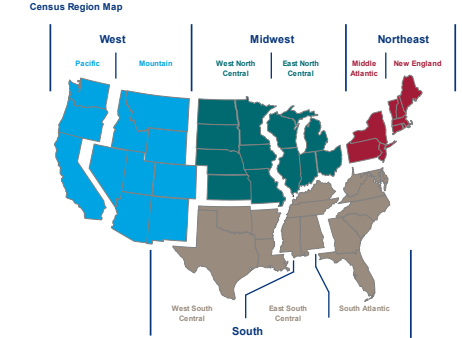 Census Region Map
West
Midwest
Northeast
Pacific
Mountain
West North
Central
East North
Central
Middle
Atlantic
New England
West South
Central
East South
Central
South Atlantic
South